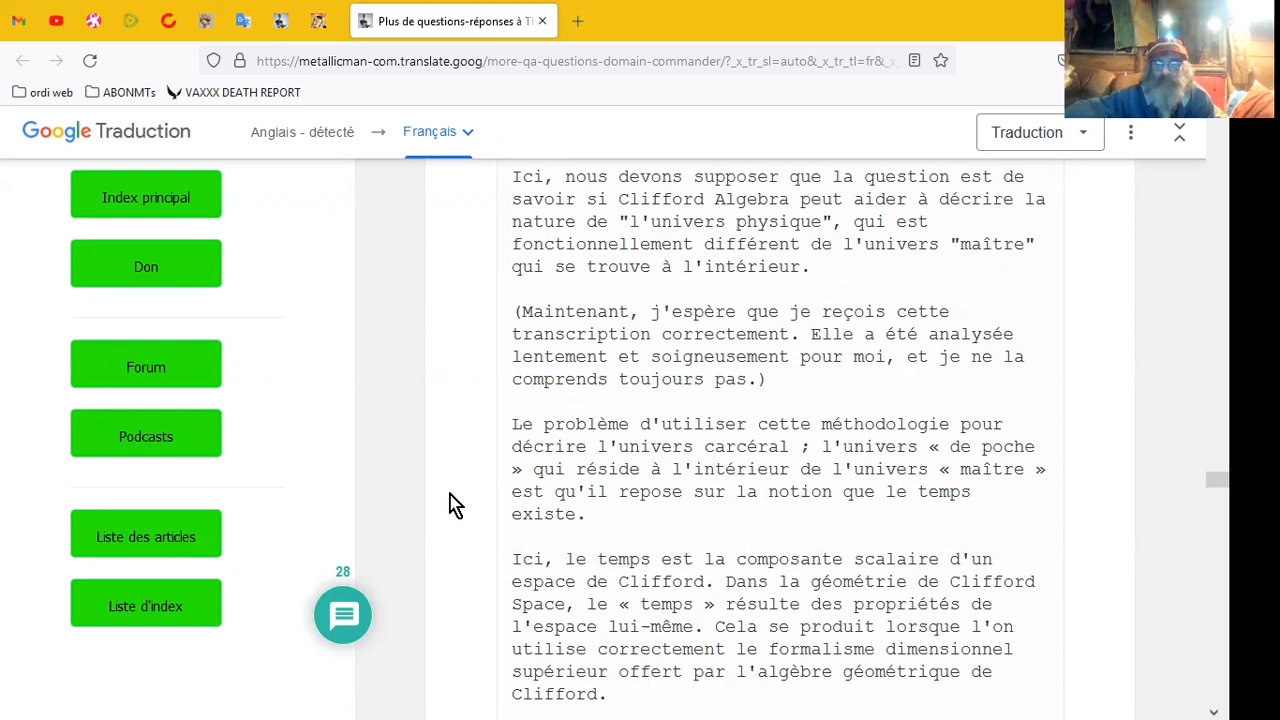 Plus de questions-réponses à Tl
https://metallicman-com.translate.goog/more-qa-questions-domain-commander/?_x_tr_sl=auto&_x_tr_tl=fr&_x_
ordi web
ABONMTs
VAXXX DEATH REPORT
Google Traduction
Anglais - détecté
Français
Traduction
Index principal
Don
Forum
Podcasts
Liste des articles
Liste d'index
28
Ici, nous devons supposer que la question est de
savoir si Clifford Algebra peut aider à décrire la
nature de "l'univers physique", qui est
fonctionnellement différent de l'univers "maître"
qui se trouve à l'intérieur.
(Maintenant, j'espère que je reçois cette
transcription correctement. Elle a été analysée
lentement et soigneusement pour moi, et je ne la
comprends toujours pas.)
Le problème d'utiliser cette méthodologie pour
décrire l'univers carcéral ; l'univers « de poche
» qui réside à l'intérieur de l'univers « maître »
est qu'il repose sur la notion que le temps
existe.
Ici, le temps est la composante scalaire d'un
espace de Clifford. Dans la géométrie de Clifford
Space, le « temps » résulte des propriétés de
l'espace lui-même. Cela se produit lorsque l'on
utilise correctement le formalisme dimensionnel
supérieur offert par l'algèbre géométrique de
Clifford.